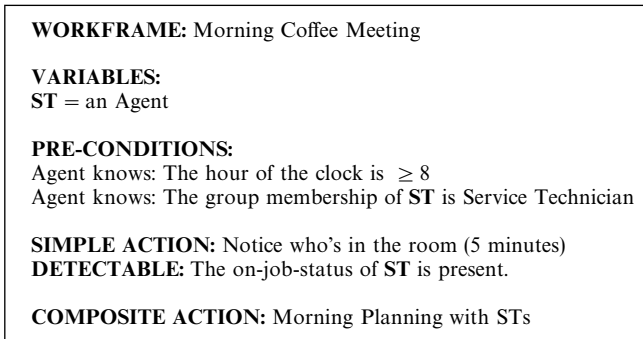 WORKFRAME: Morning Coffee Meeting
VARIABLES:
ST = an Agent
PRE-CONDITIONS:
Agent knows: The hour of the clock is ≥ 8
Agent knows: The group membership of ST is Service Technician
SIMPLE ACTION: Notice who's in the room (5 minutes)
DETECTABLE: The on-job-status of ST is present.
COMPOSITE ACTION: Morning Planning with STs